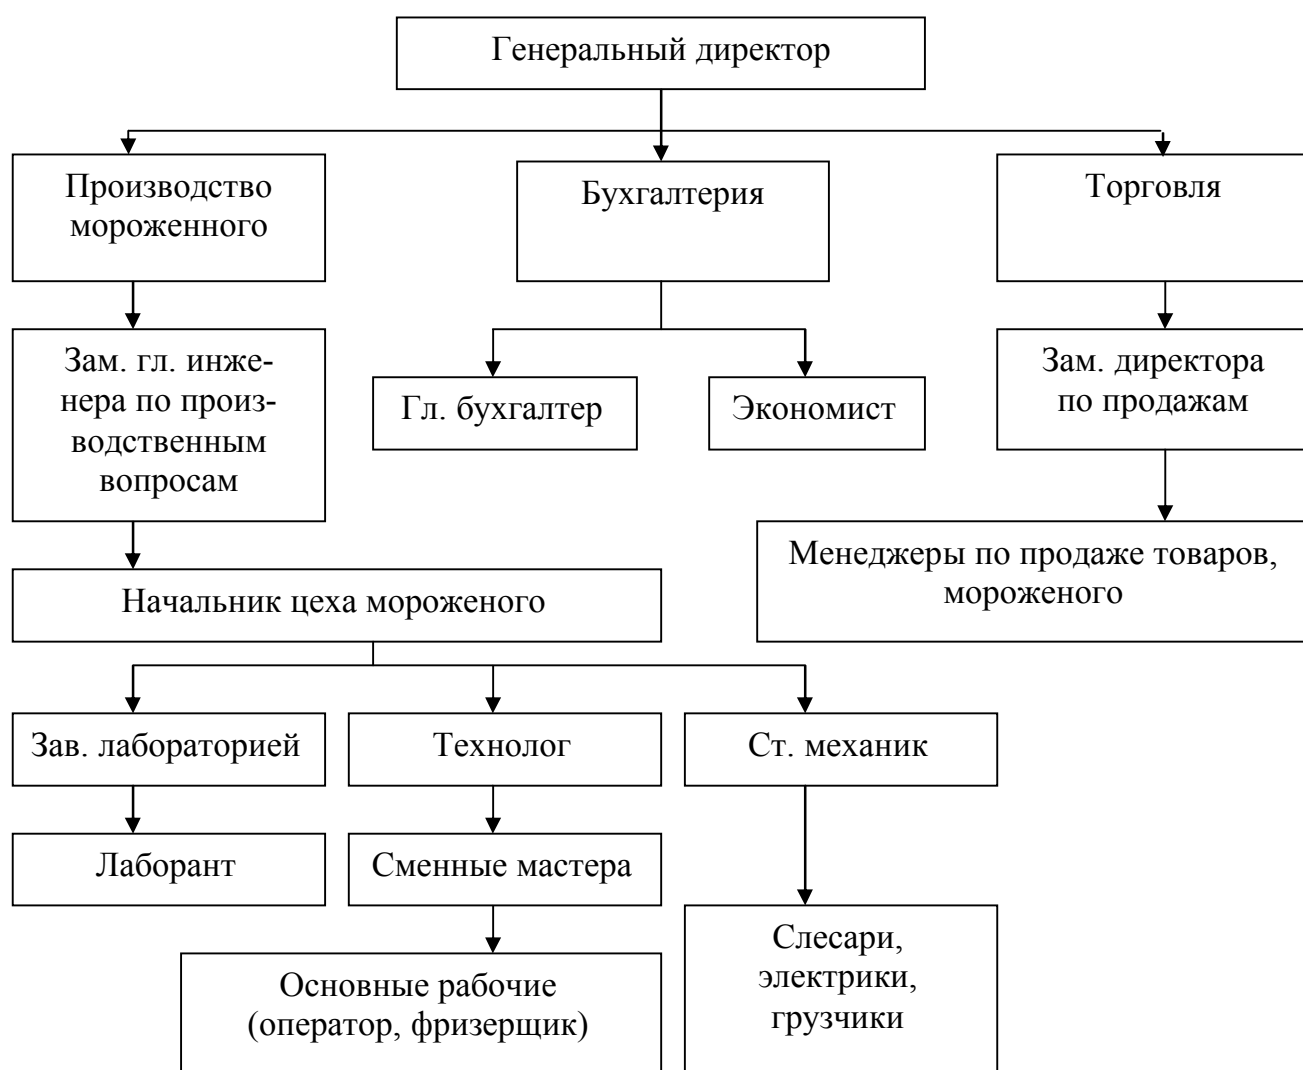 Генеральный директор
Производство
мороженного
Бухгалтерия
Торговля
Зам. гл. инже-
нера по произ-
водственным
вопросам
Гл. бухгалтер
Экономист
Зам. директора
по продажам
Менеджеры по продаже товаров,
мороженого
Начальник цеха мороженого
Зав. лабораторией
Технолог
Ст. механик
Лаборант
Сменные мастера
Основные рабочие
(оператор, фризерщик)
Слесари,
электрики,
грузчики